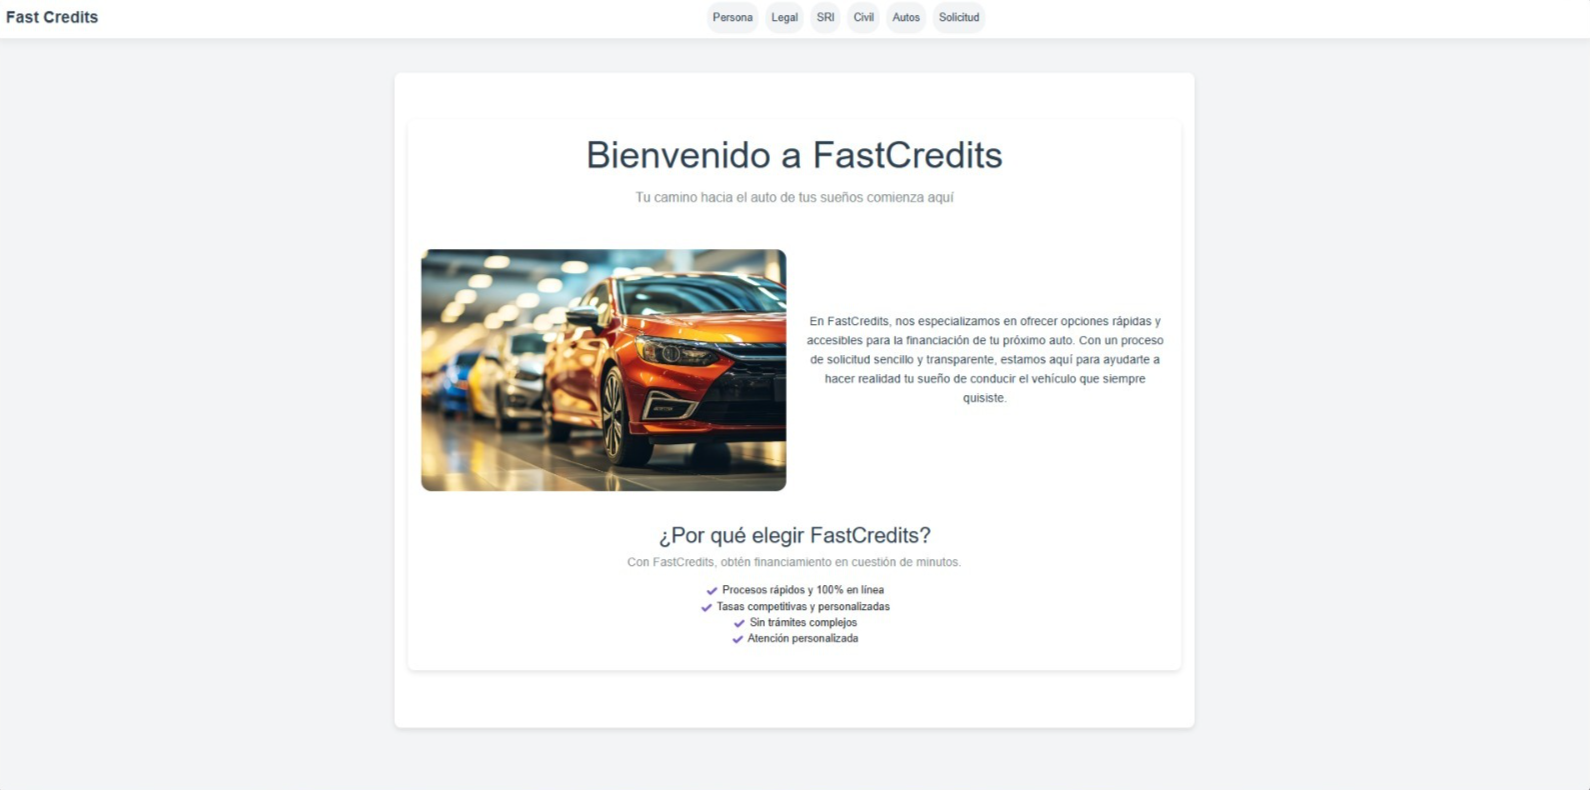 Fast Credits
Persona
Legal
SRI
Civil
Autos
Solicitud
Bienvenido a FastCredits
Tu camino hacia el auto de tus sueños comienza aquí
En FastCredits, nos especializamos en ofrecer opciones rápidas y
accesibles para la financiación de tu próximo auto. Con un proceso
de solicitud sencillo y transparente, estamos aquí para ayudarte a
hacer realidad tu sueño de conducir el vehículo que siempre
quisiste.
¿Por qué elegir FastCredits?
Con FastCredits, obtén financiamiento en cuestión de minutos.
Procesos rápidos y 100% en línea
Tasas competitivas y personalizadas
Sin trámites complejos
Atención personalizada